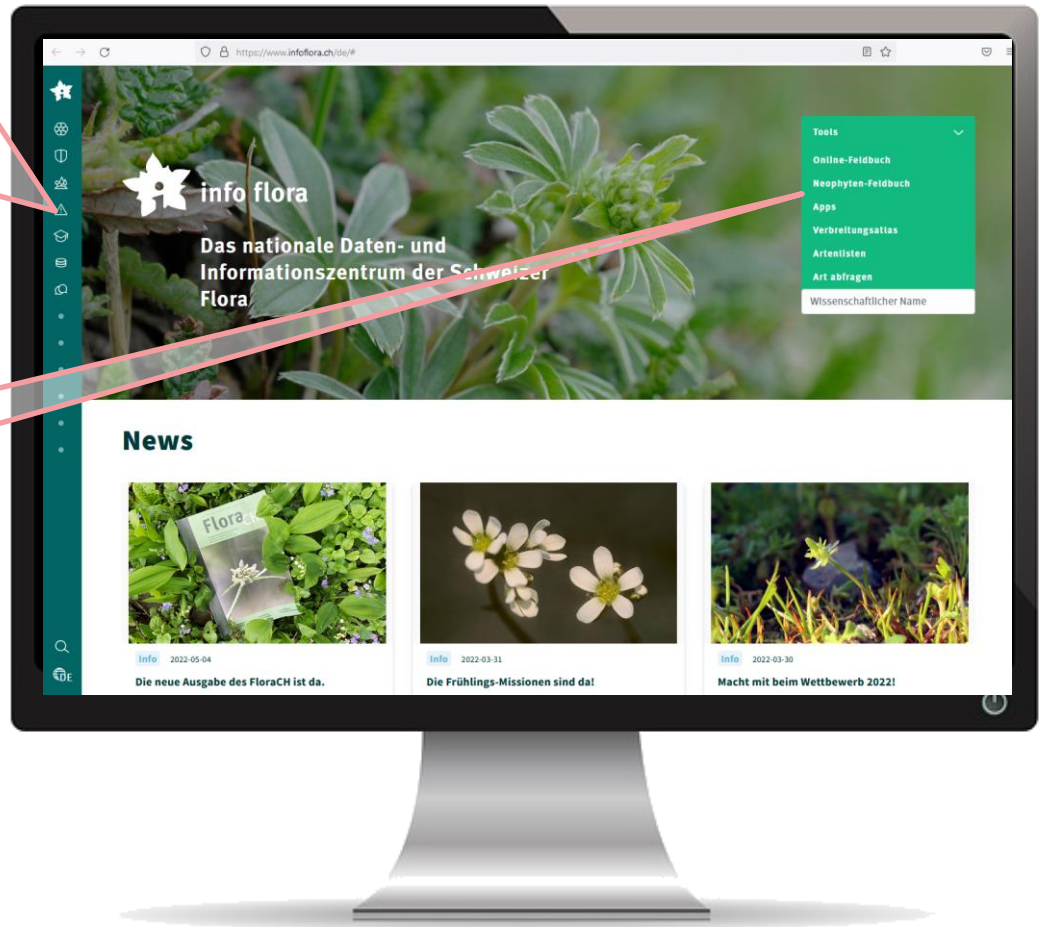 https://www.infoflora.ch/de/#
info flora
Das nationale Daten- und
Informationszentrum der Schweizer
Flora
Tools
Online-Feldbuch
Neophyten-Feldbuch
Apps
Verbreitungsatlas
Artenlisten
Art abfragen
Wissenschaftlicher Name
News
FloraCH
Info 2022-05-04
Die neue Ausgabe des FloraCH ist da.
Info 2022-03-31
Die Frühlings-Missionen sind da!
Info 2022-03-30
Macht mit beim Wettbewerb 2022!
DE